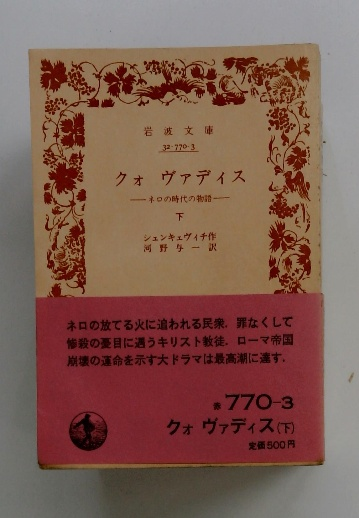 岩波文庫
32-770-3
クォ ヴァディス
──ネロの時代の物語──
下
シェンキェヴィチ作
河野与一訳
ネロの放てる火に追われる民衆．罪なくして
惨殺の憂目に遇うキリスト教徒．ローマ帝国
崩壊の運命を示す大ドラマは最高潮に達す．
770-3
クォ ヴァディス(下)
定価500円